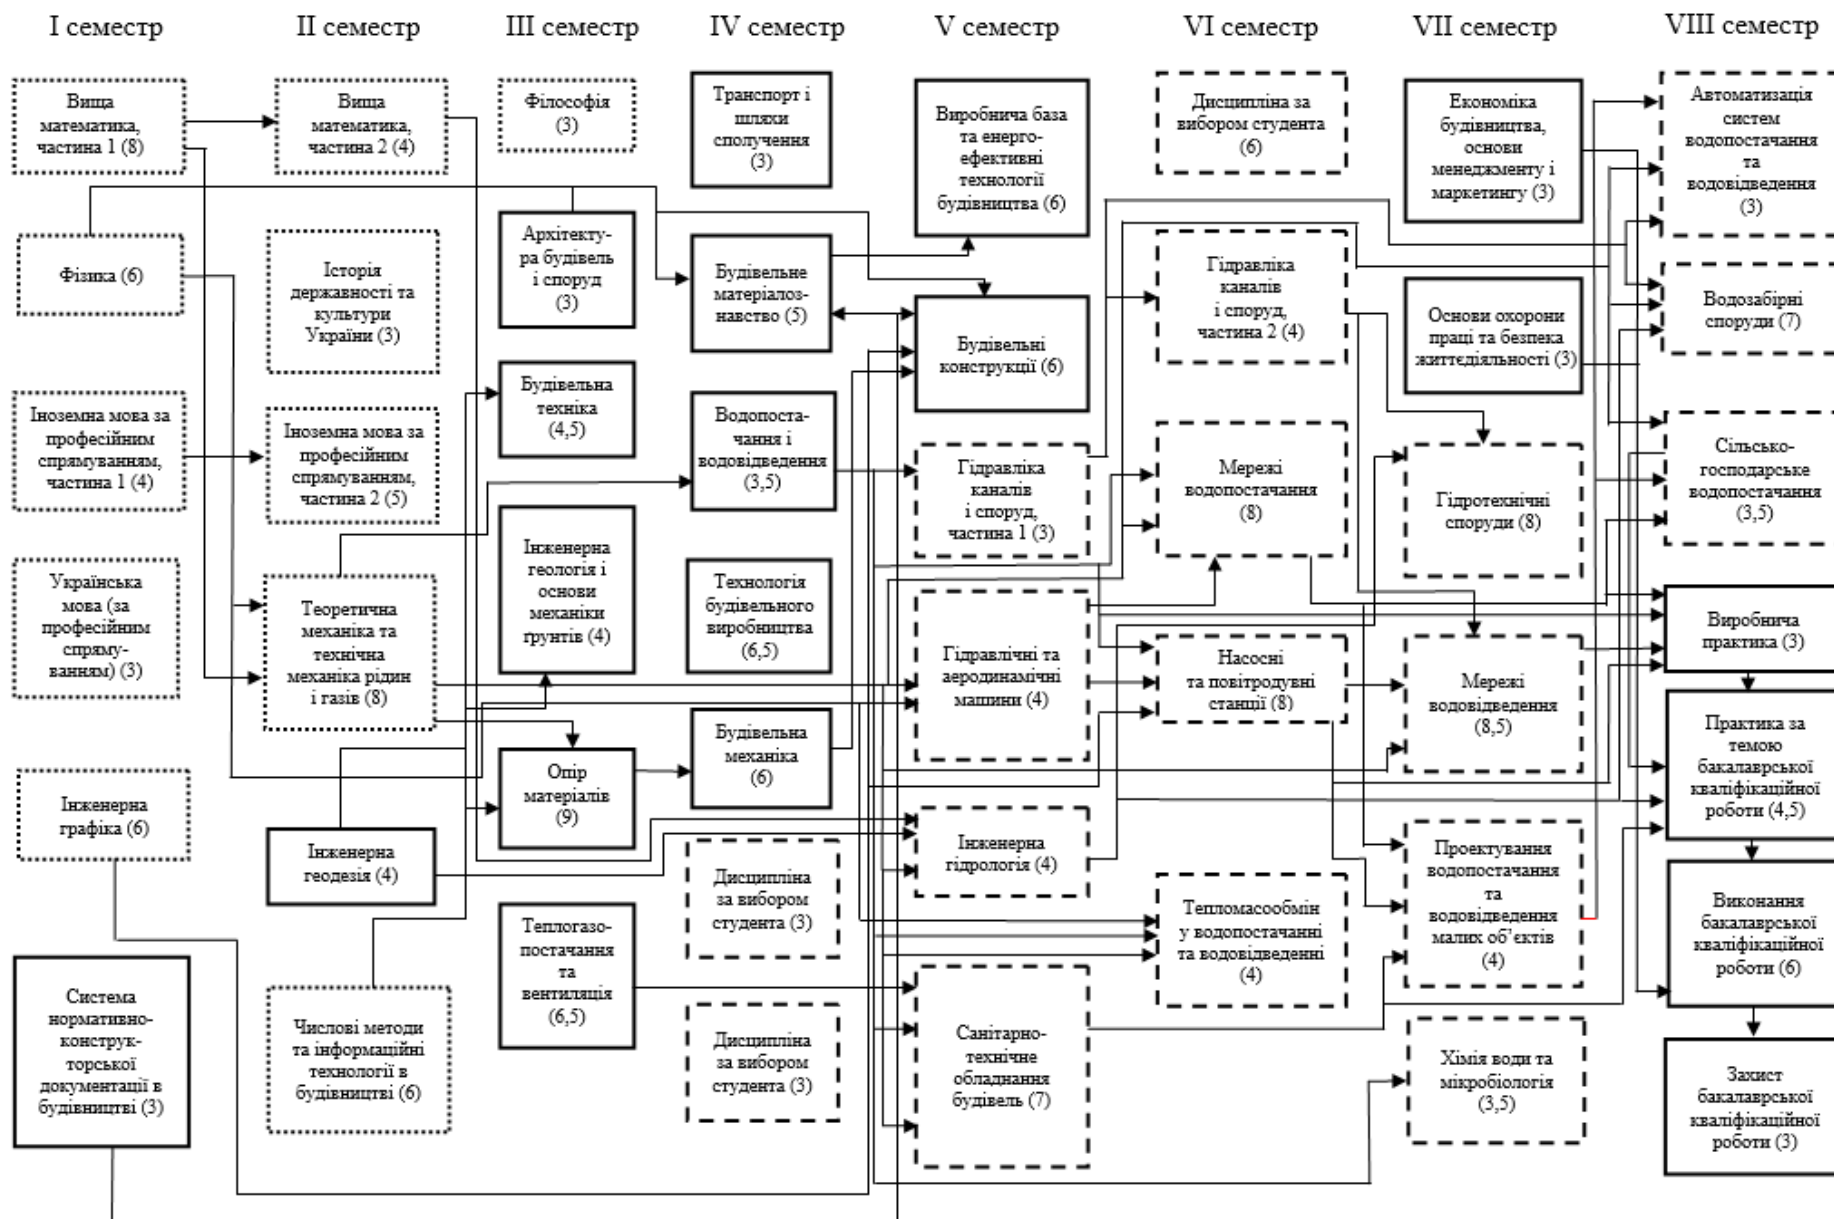 I семестр
II семестр
III семестр
IV семестр
V семестр
VI семестр
VII семестр
VIII семестр
Вища
математика,
частина 1 (8)
Фізика (6)
Іноземна мова за
професійним
спрямуванням,
частина 1 (4)
Українська
мова (за
професійним
спряму-
ванням) (3)
Інженерна
графіка (6)
Система
нормативно-
конструк-
торської
документації в
будівництві (3)
Вища
математика,
частина 2 (4)
Історія
державності та
культури
України (3)
Іноземна мова за
професійним
спрямуванням,
частина 2 (5)
Теоретична
механіка та
технічна
механіка рідин
і газів (8)
Інженерна
геодезія (4)
Числові методи
та інформаційні
технології в
будівництві (6)
Філософія
(3)
Архітекту-
ра будівель
і споруд
(3)
Будівельна
техніка
(4,5)
Інженерна
геологія і
основи
механіки
ґрунтів (4)
Опір
матеріалів
(9)
Теплогазо-
постачання
та
вентиляція
(6,5)
Транспорт і
шляхи
сполучення
(3)
Будівельне
матеріалоз-
навство (5)
Водопоста-
чання і
водовідведення
(3,5)
Технологія
будівельного
виробництва
(6,5)
Будівельна
механіка
(6)
Дисципліна
за вибором
студента (3)
Дисципліна
за вибором
студента (3)
Виробнича база
та енерго-
ефективні
технології
будівництва (6)
Будівельні
конструкції (6)
Гідравліка
каналів
і споруд,
частина 1 (3)
Гідравлічні та
аеродинамічні
машини (4)
Інженерна
гідрологія (4)
Санітарно-
технічне
обладнання
будівель (7)
Дисципліна за
вибором студента
(6)
Гідравліка
каналів
і споруд,
частина 2 (4)
Мережі
водопостачання
(8)
Насосні
та повітродувні
станції (8)
Тепломасообмін
у водопостачанні
та водовідведенні
(4)
Економіка
будівництва,
основи
менеджменту і
маркетингу (3)
Основи охорони
праці та безпека
життєдіяльності (3)
Гідротехнічні
споруди (8)
Мережі
водовідведення
(8,5)
Проектування
водопостачання
та
водовідведення
малих об’єктів
(4)
Хімія води та
мікробіологія
(3,5)
Автоматизація
систем
водопостачання
та
водовідведення
(3)
Водозабірні
споруди (7)
Сільсько-
господарське
водопостачання
(3,5)
Виробнича
практика (3)
Практика за
темою
бакалаврської
кваліфікаційної
роботи (4,5)
Виконання
бакалаврської
кваліфікаційної
роботи (6)
Захист
бакалаврської
кваліфікаційної
роботи (3)